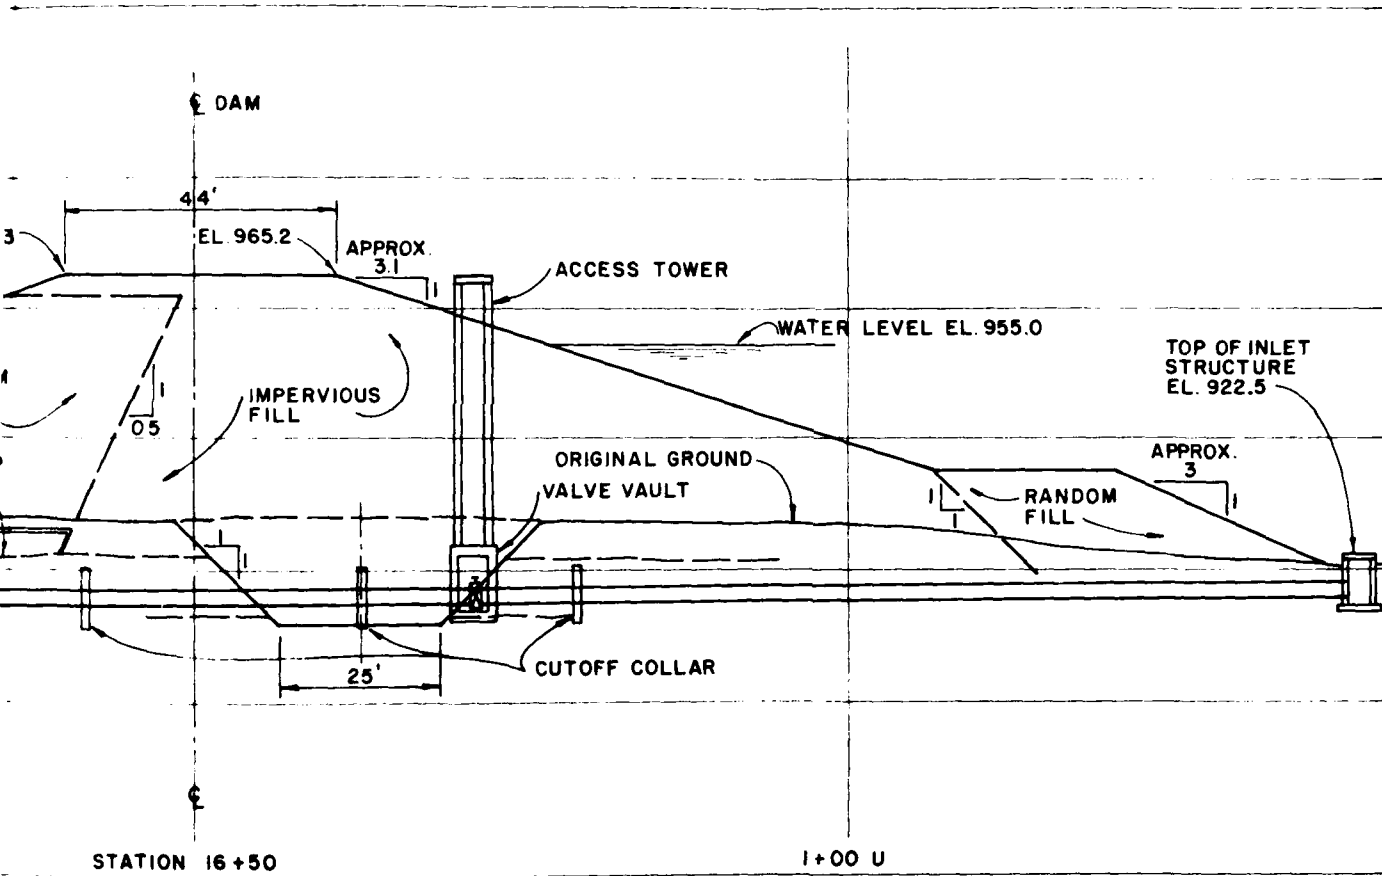 ℄ DAM
44'
3
EL. 965.2
APPROX.
3.1
1
ACCESS TOWER
WATER LEVEL EL. 955.0
TOP OF INLET
STRUCTURE
EL. 922.5
1
05
IMPERVIOUS
FILL
ORIGINAL GROUND
VALVE VAULT
APPROX.
3
1
1
1
RANDOM
FILL
1
1
25'
CUTOFF COLLAR
℄
STATION 16+50
1+00 U